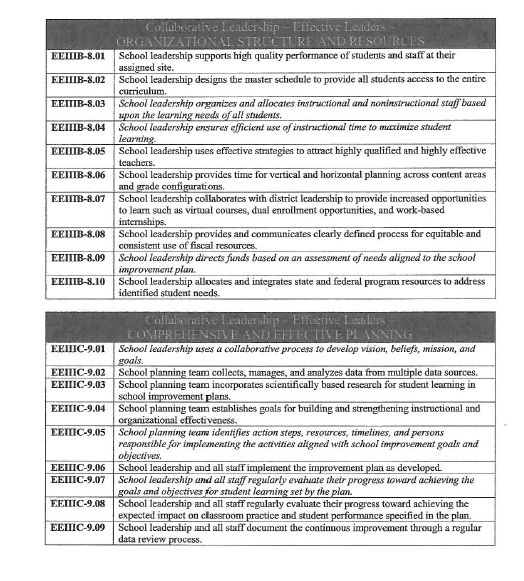 Collaborative Leadership – Effective Leaders –
ORGANIZATIONAL STRUCTURE AND RESOURCES
EEIIIB-8.01 School leadership supports high quality performance of students and staff at their
assigned site.
EEIIIB-8.02 School leadership designs the master schedule to provide all students access to the entire
curriculum.
EEIIIB-8.03 School leadership organizes and allocates instructional and noninstructional staff based
upon the learning needs of all students.
EEIIIB-8.04 School leadership ensures efficient use of instructional time to maximize student
learning.
EEIIIB-8.05 School leadership uses effective strategies to attract highly qualified and highly effective
teachers.
EEIIIB-8.06 School leadership provides time for vertical and horizontal planning across content areas
and grade configurations.
EEIIIB-8.07 School leadership collaborates with district leadership to provide increased opportunities
to learn such as virtual courses, dual enrollment opportunities, and work-based
internships.
EEIIIB-8.08 School leadership provides and communicates clearly defined process for equitable and
consistent use of fiscal resources.
EEIIIB-8.09 School leadership directs funds based on an assessment of needs aligned to the school
improvement plan.
EEIIIB-8.10 School leadership allocates and integrates state and federal program resources to address
identified student needs.
Collaborative Leadership – Effective Leaders –
COMPREHENSIVE AND EFFECTIVE PLANNING
EEIIIC-9.01 School leadership uses a collaborative process to develop vision, beliefs, mission, and
goals.
EEIIIC-9.02 School planning team collects, manages, and analyzes data from multiple data sources.
EEIIIC-9.03 School planning team incorporates scientifically based research for student learning in
school improvement plans.
EEIIIC-9.04 School planning team establishes goals for building and strengthening instructional and
organizational effectiveness.
EEIIIC-9.05 School planning team identifies action steps, resources, timelines, and persons
responsible for implementing the activities aligned with school improvement goals and
objectives.
EEIIIC-9.06 School leadership and all staff implement the improvement plan as developed.
EEIIIC-9.07 School leadership and all staff regularly evaluate their progress toward achieving the
goals and objectives for student learning set by the plan.
EEIIIC-9.08 School leadership and all staff regularly evaluate their progress toward achieving the
expected impact on classroom practice and student performance specified in the plan.
EEIIIC-9.09 School leadership and all staff document the continuous improvement through a regular
data review process.